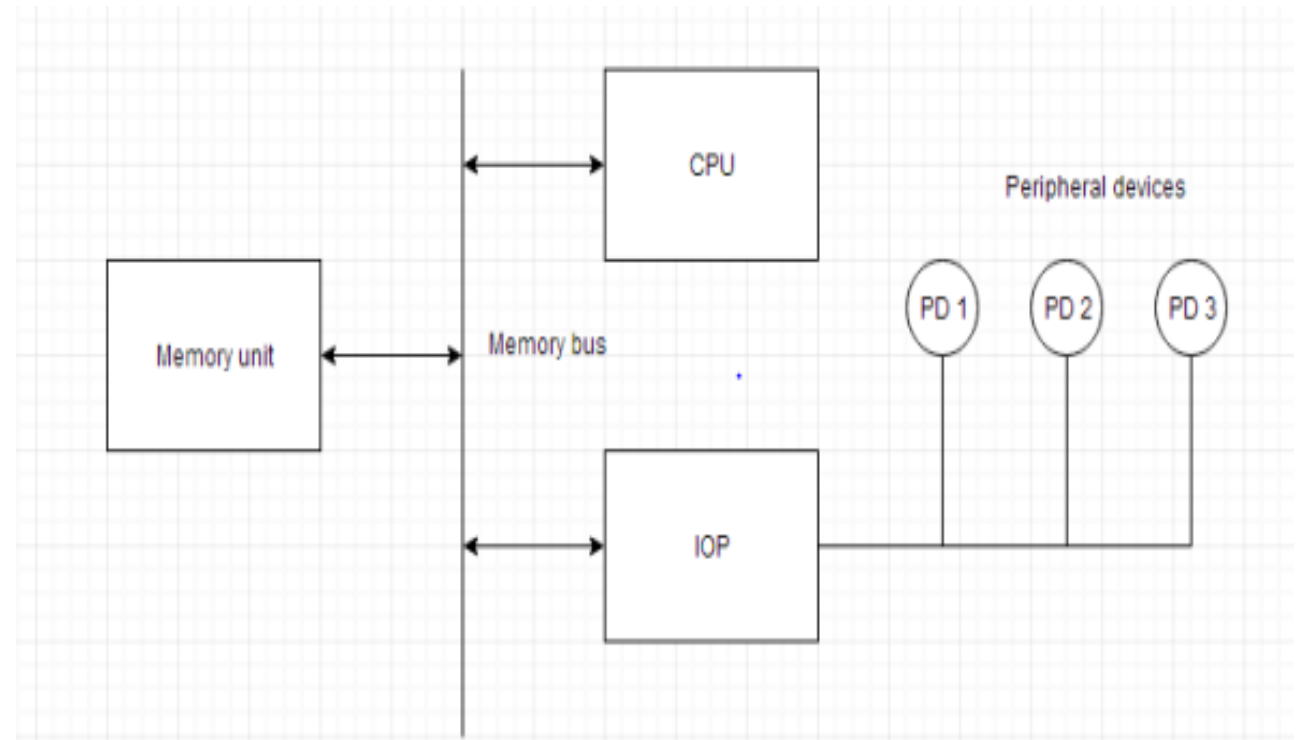 CPU
Peripheral devices
PD 1
PD 2
PD 3
Memory unit
Memory bus
IOP